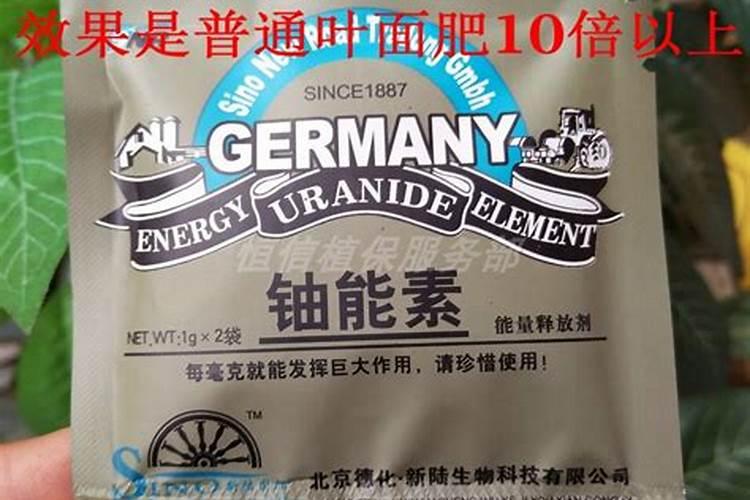 效果是普通叶面肥10倍以上
Sino New Road Trading Gmbh
SINCE1887
GERMANY
ENERGY URANIDE ELEMENT
恒信植保服务部
铀能素
NET.WT:1g×2袋
能量释放剂
每毫克就能发挥巨大作用，请珍惜使用！
TM
北京德化·新陆生物科技有限公司